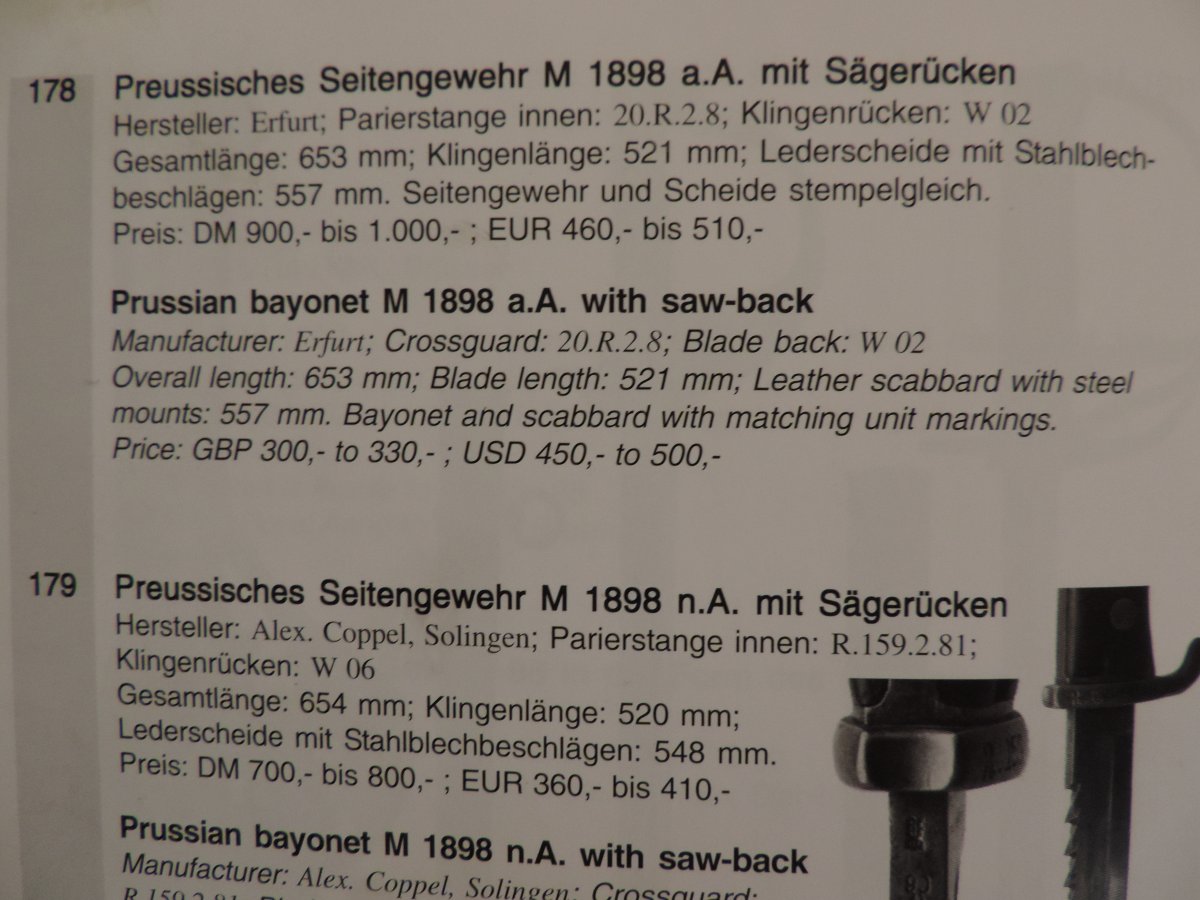 178 Preussisches Seitengewehr M 1898 a.A. mit Sägerücken
Hersteller: Erfurt; Parierstange innen: 20.R.2.8; Klingenrücken: W 02
Gesamtlänge: 653 mm; Klingenlänge: 521 mm; Lederscheide mit Stahlblech-
beschlägen: 557 mm. Seitengewehr und Scheide stempelgleich.
Preis: DM 900,- bis 1.000,- ; EUR 460,- bis 510,-
Prussian bayonet M 1898 a.A. with saw-back
Manufacturer: Erfurt; Crossguard: 20.R.2.8; Blade back: W 02
Overall length: 653 mm; Blade length: 521 mm; Leather scabbard with steel
mounts: 557 mm. Bayonet and scabbard with matching unit markings.
Price: GBP 300,- to 330,- ; USD 450,- to 500,-
179 Preussisches Seitengewehr M 1898 n.A. mit Sägerücken
Hersteller: Alex. Coppel, Solingen; Parierstange innen: R.159.2.81;
Klingenrücken: W 06
Gesamtlänge: 654 mm; Klingenlänge: 520 mm;
Lederscheide mit Stahlblechbeschlägen: 548 mm.
Preis: DM 700,- bis 800,- ; EUR 360,- bis 410,-
Prussian bayonet M 1898 n.A. with saw-back
Manufacturer: Alex. Coppel, Solingen; Crossguard:
R.159.2.81;